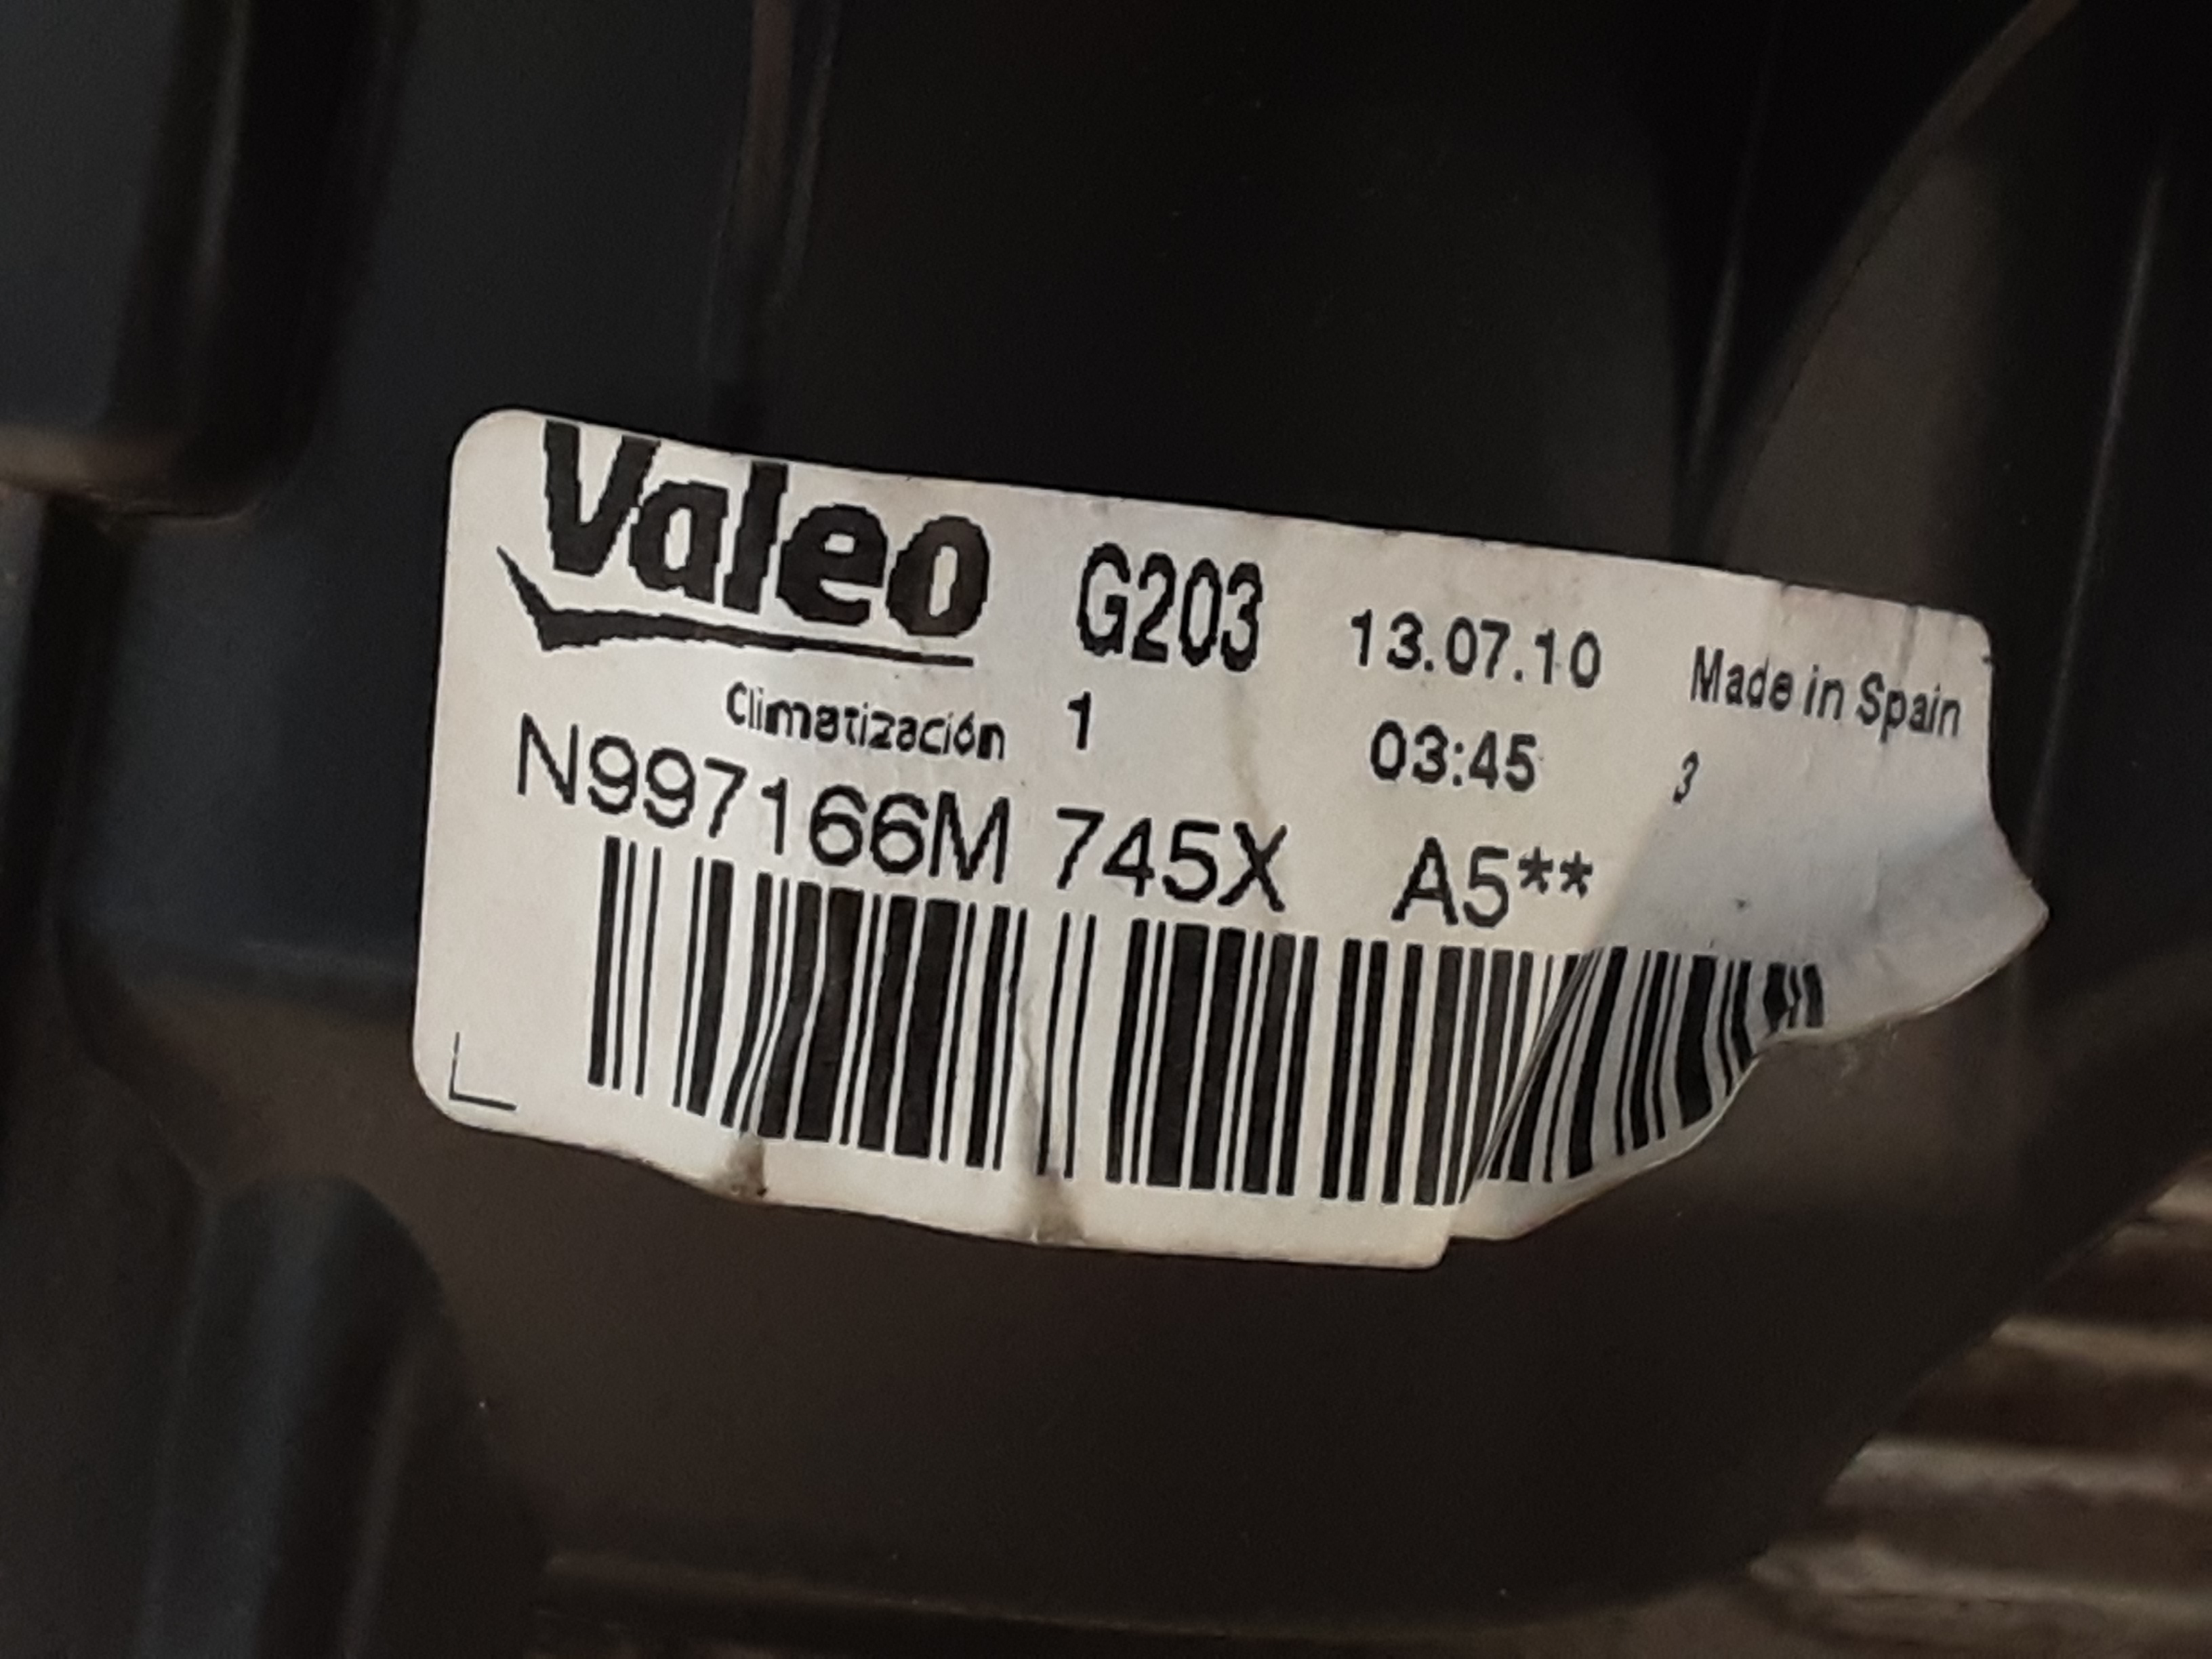 Valeo G203 13.07.10 Made in Spain
Climatización 1 03:45 3
N997166M 745X A5**